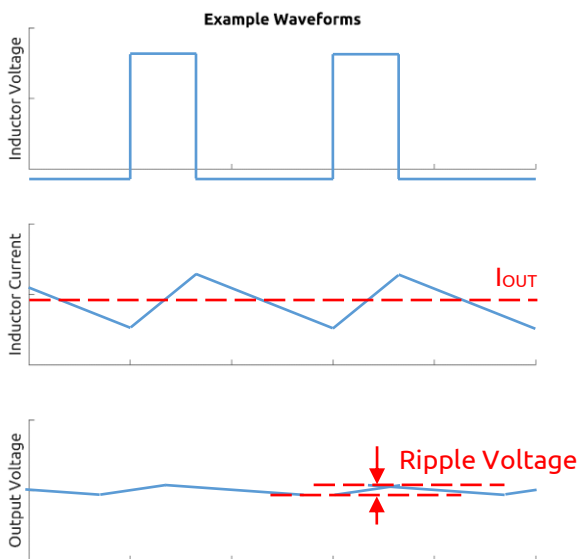 Example Waveforms
Inductor Voltage
Inductor Current
IOUT
Output Voltage
Ripple Voltage